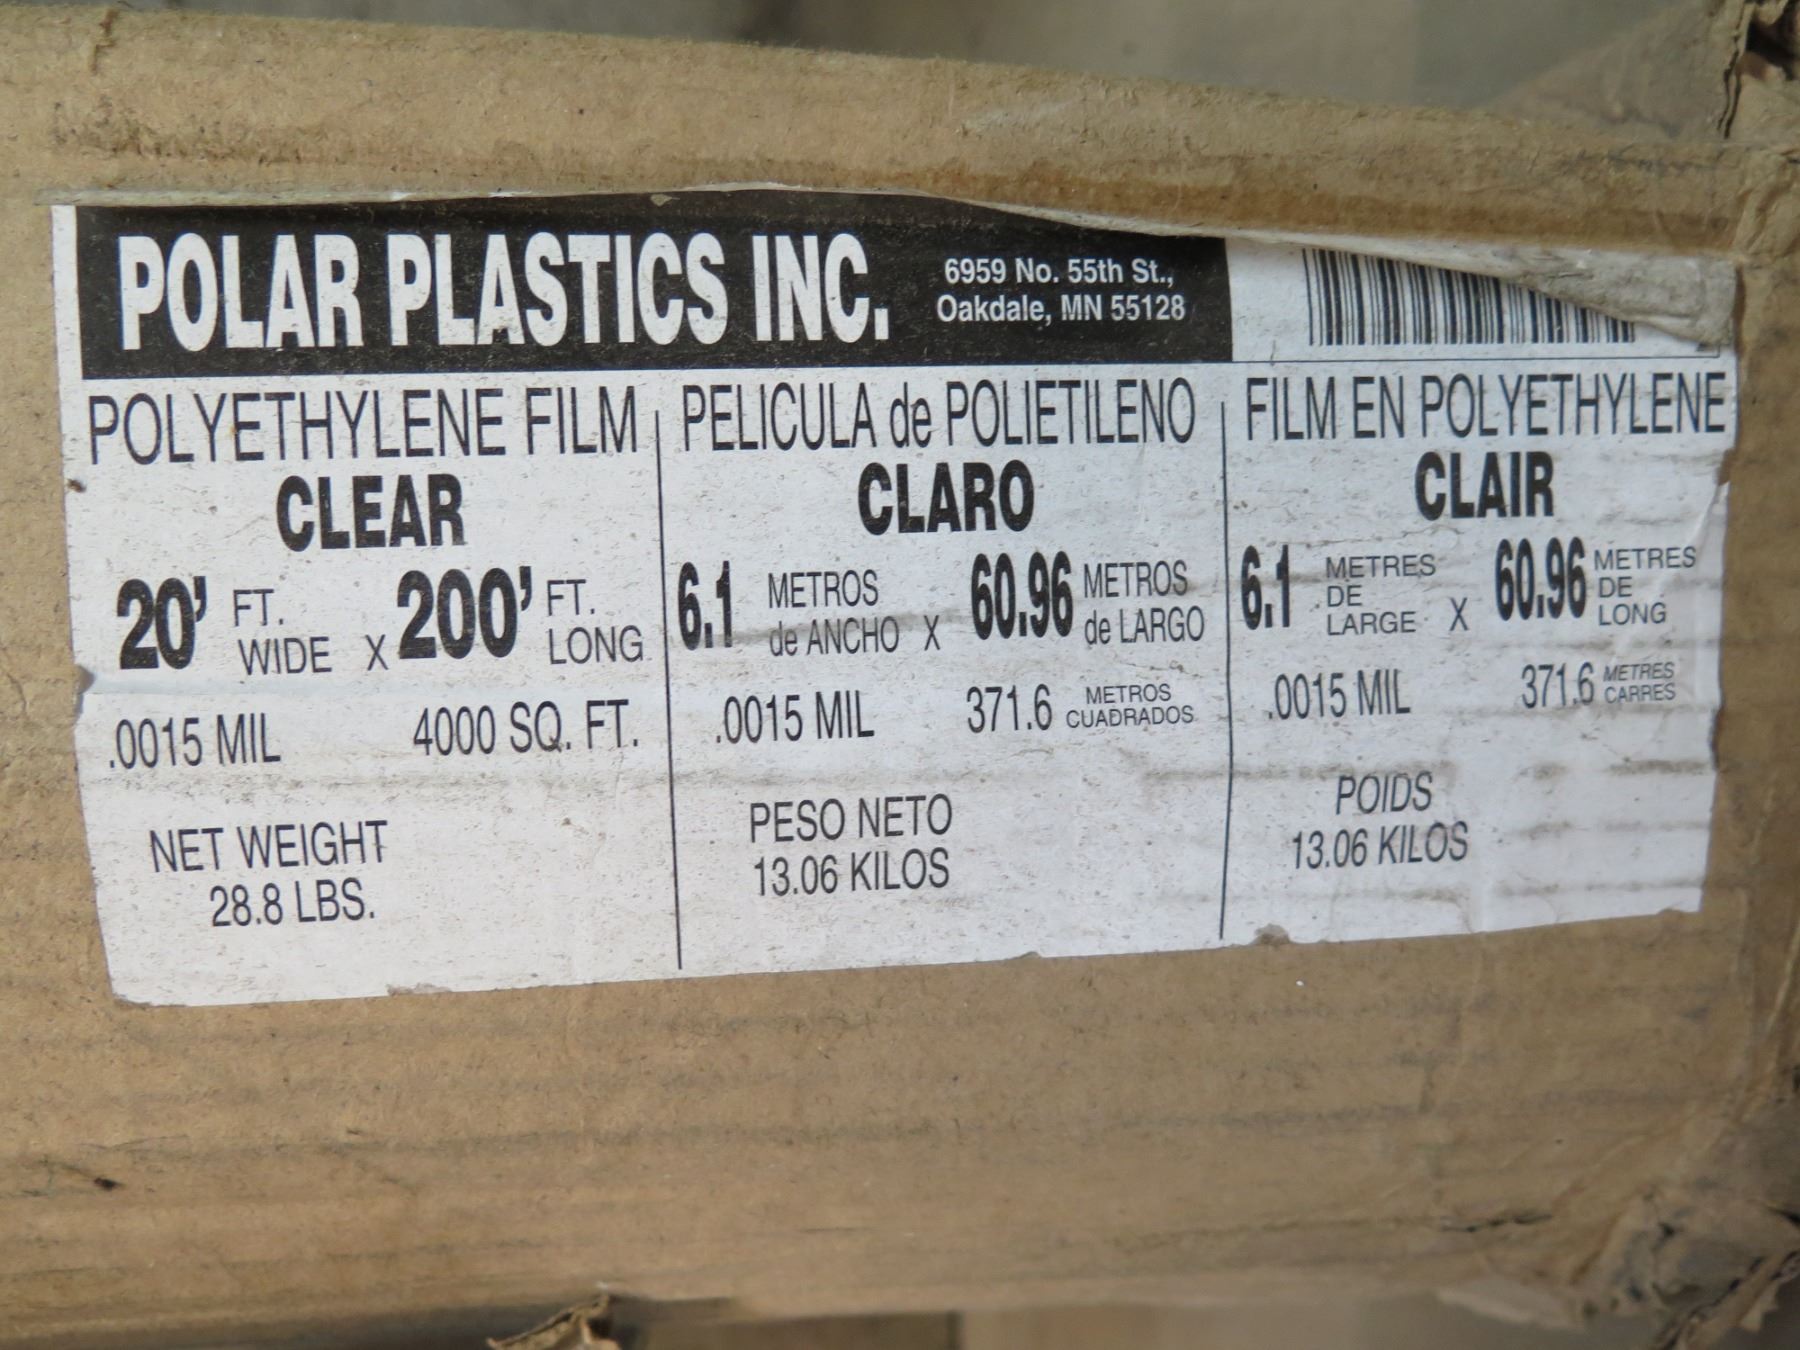 POLAR PLASTICS INC.
6959 No. 55th St.,
Oakdale, MN 55128
POLYETHYLENE FILM
CLEAR
20' FT. WIDE X 200' FT. LONG
.0015 MIL 4000 SQ. FT.
NET WEIGHT
28.8 LBS.
PELICULA de POLIETILENO
CLARO
6.1 METROS de ANCHO X 60.96 METROS de LARGO
.0015 MIL 371.6 METROS CUADRADOS
PESO NETO
13.06 KILOS
FILM EN POLYETHYLENE
CLAIR
6.1 METRES DE LARGE X 60.96 METRES DE LONG
.0015 MIL 371.6 METRES CARRES
POIDS
13.06 KILOS